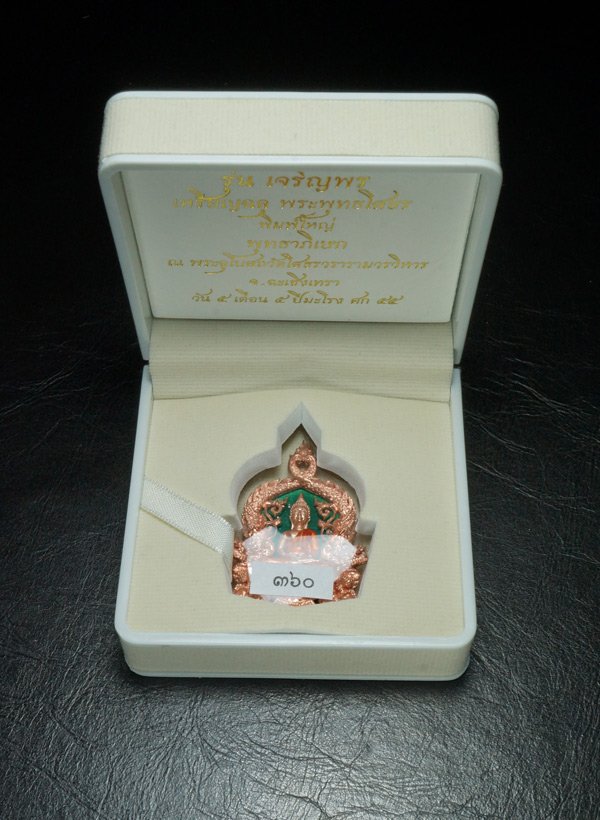 รุ่น เจริญพร
เหรียญฉลุ พระพุทธโสธร
พิมพ์ใหญ่
พุทธาภิเษก
ณ พระอุโบสถวัดโสธรวรารามวรวิหาร
จ.ฉะเชิงเทรา
วัน ๕ เดือน ๕ ปีมะโรง ศก ๕๕
๓๖๐